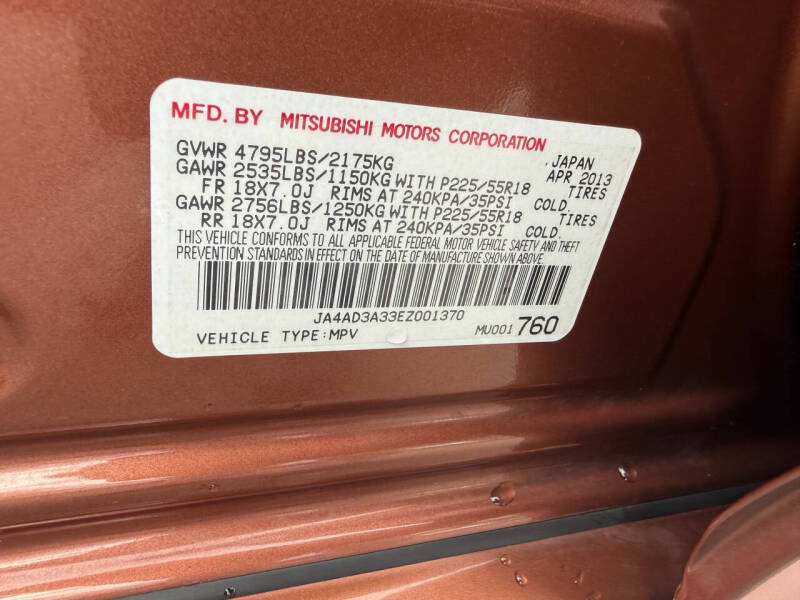 MFD. BY MITSUBISHI MOTORS CORPORATION
GVWR 4795LBS/2175KG JAPAN
GAWR 2535LBS/1150KG WITH P225/55R18 APR 2013
FR 18X7.0J RIMS AT 240KPA/35PSI COLD. TIRES
GAWR 2756LBS/1250KG WITH P225/55R18 TIRES
RR 18X7.0J RIMS AT 240KPA/35PSI COLD.
THIS VEHICLE CONFORMS TO ALL APPLICABLE FEDERAL MOTOR VEHICLE SAFETY AND THEFT
PREVENTION STANDARDS IN EFFECT ON THE DATE OF MANUFACTURE SHOWN ABOVE.
JA4AD3A33EZ001370
VEHICLE TYPE:MPV MU001 760